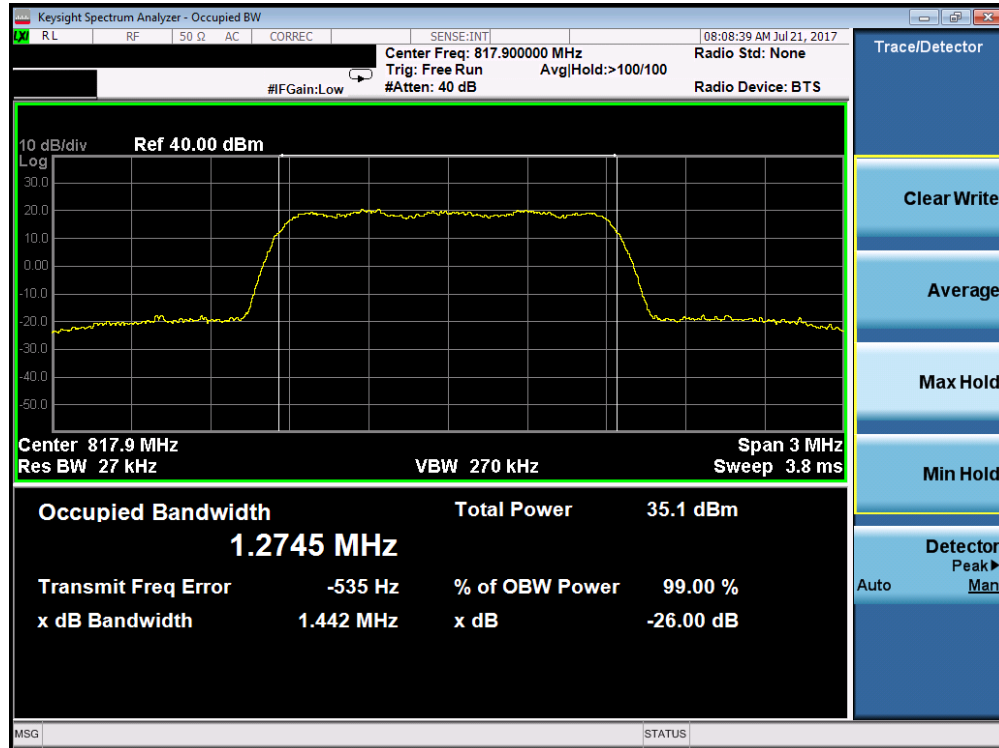 Keysight Spectrum Analyzer - Occupied BW
LXI RL RF 50 Ω AC CORREC SENSE:INT 08:08:39 AM Jul 21, 2017
Center Freq: 817.900000 MHz Radio Std: None
Trig: Free Run Avg|Hold:>100/100
#IFGain:Low #Atten: 40 dB Radio Device: BTS
Trace/Detector
10 dB/div Ref 40.00 dBm
Log
30.0
20.0
10.0
0.00
-10.0
-20.0
-30.0
-40.0
-50.0
Center 817.9 MHz Span 3 MHz
Res BW 27 kHz VBW 270 kHz Sweep 3.8 ms
Occupied Bandwidth Total Power 35.1 dBm
1.2745 MHz
Transmit Freq Error -535 Hz % of OBW Power 99.00 %
x dB Bandwidth 1.442 MHz x dB -26.00 dB
Clear Write
Average
Max Hold
Min Hold
Detector
Peak▶
Auto Man
MSG STATUS